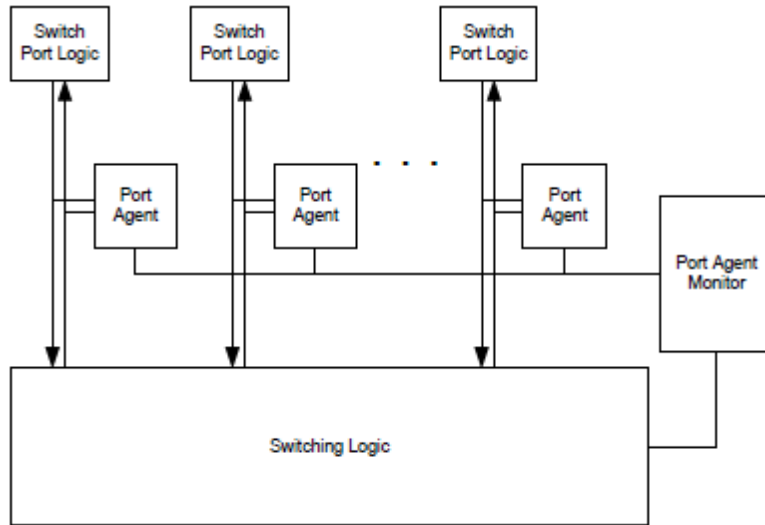 Switch
Port Logic
Switch
Port Logic
Switch
Port Logic
. . .
Port
Agent
Port
Agent
Port
Agent
Port Agent
Monitor
Switching Logic